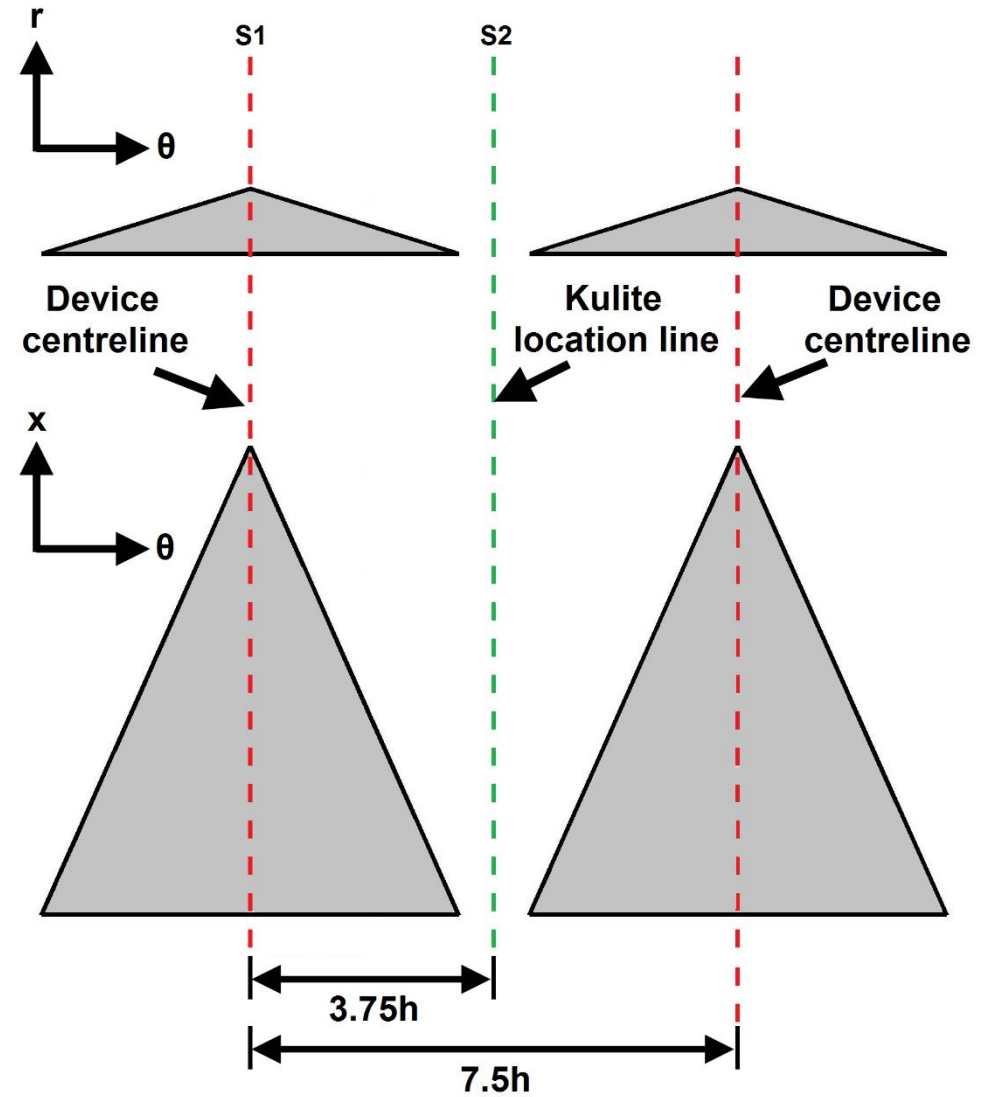 r
S1
S2
θ
Device
centreline
Kulite
location line
Device
centreline
x
θ
3.75h
7.5h